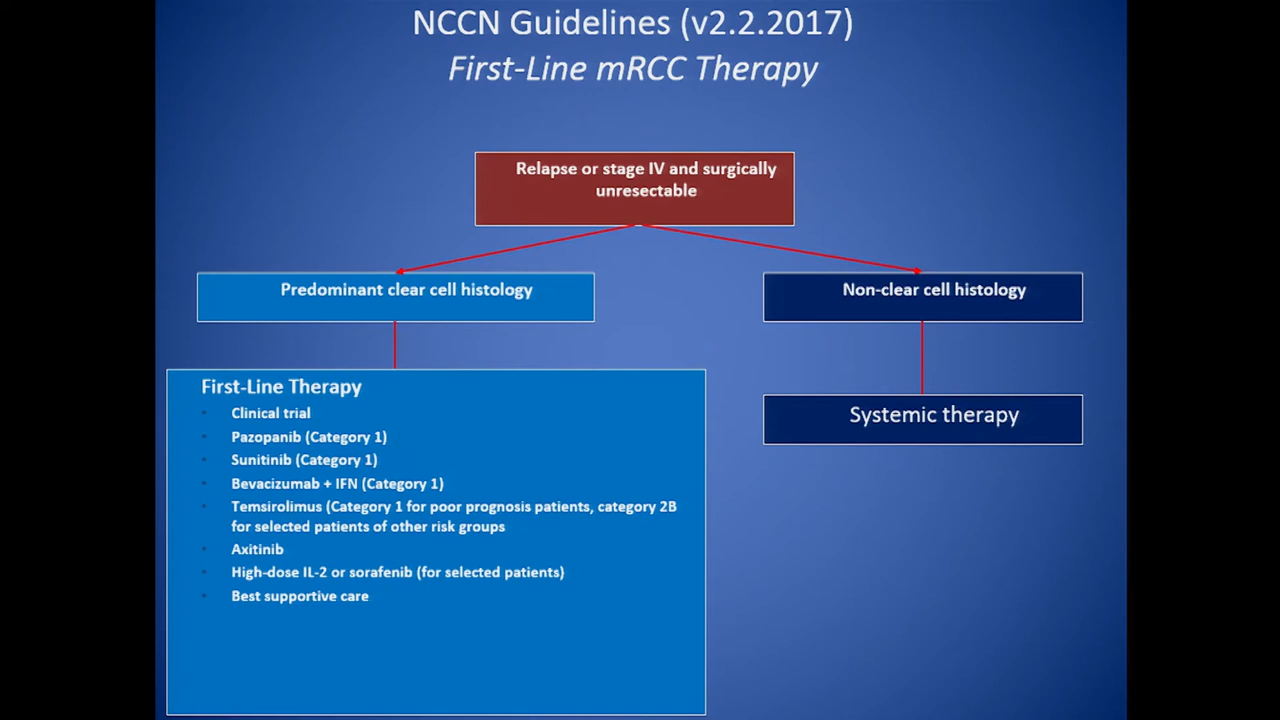 NCCN Guidelines (v2.2.2017)
First-Line mRCC Therapy
Relapse or stage IV and surgically
unresectable
Predominant clear cell histology
Non-clear cell histology
First-Line Therapy
Clinical trial
Pazopanib (Category 1)
Sunitinib (Category 1)
Bevacizumab + IFN (Category 1)
Temsirolimus (Category 1 for poor prognosis patients, category 2B
for selected patients of other risk groups
Axitinib
High-dose IL-2 or sorafenib (for selected patients)
Best supportive care
Systemic therapy